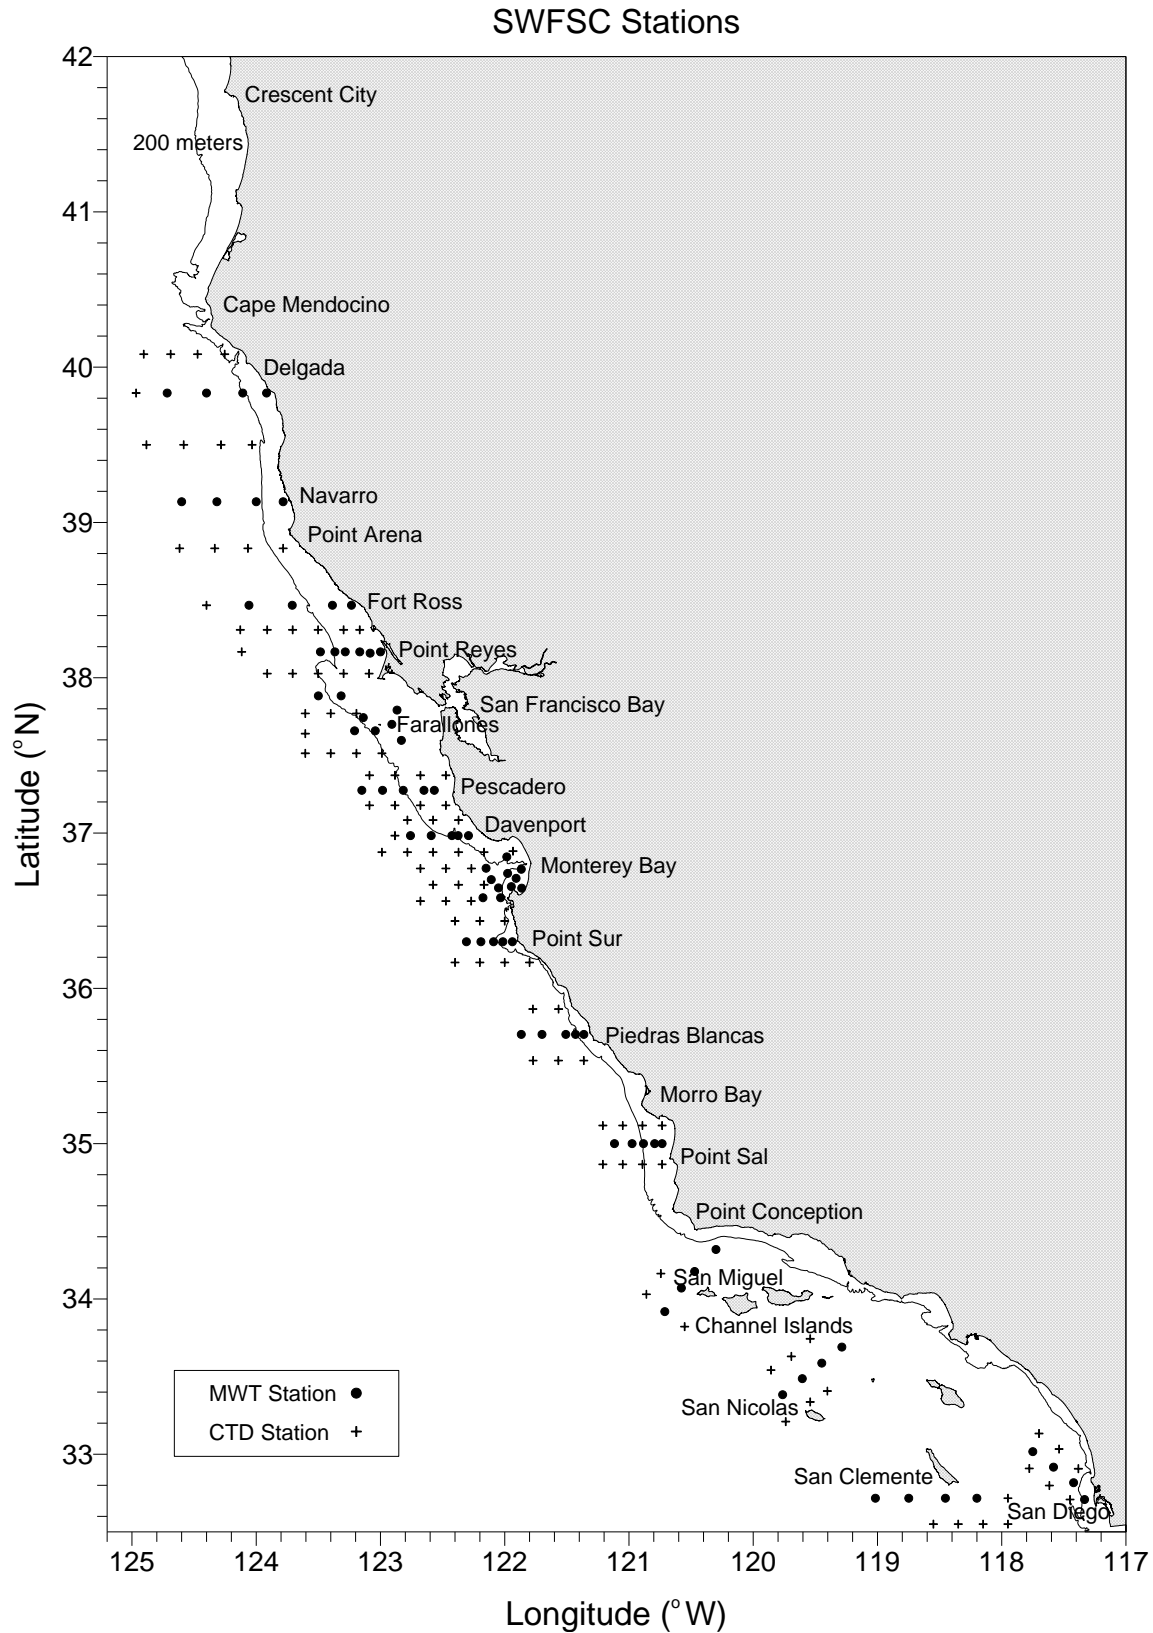 SWFSC Stations
42
Crescent City
200 meters
41
Cape Mendocino
40
Delgada
Navarro
39
Point Arena
Fort Ross
Point Reyes
38
San Francisco Bay
Farallones
Pescadero
Davenport
37
Monterey Bay
Point Sur
36
Piedras Blancas
Morro Bay
35
Point Sal
Point Conception
San Miguel
34
Channel Islands
MWT Station
San Nicolas
CTD Station
33
San Clemente
San Diego
125 124 123 122 121 120 119 118 117
Longitude (°W)
Latitude (°N)